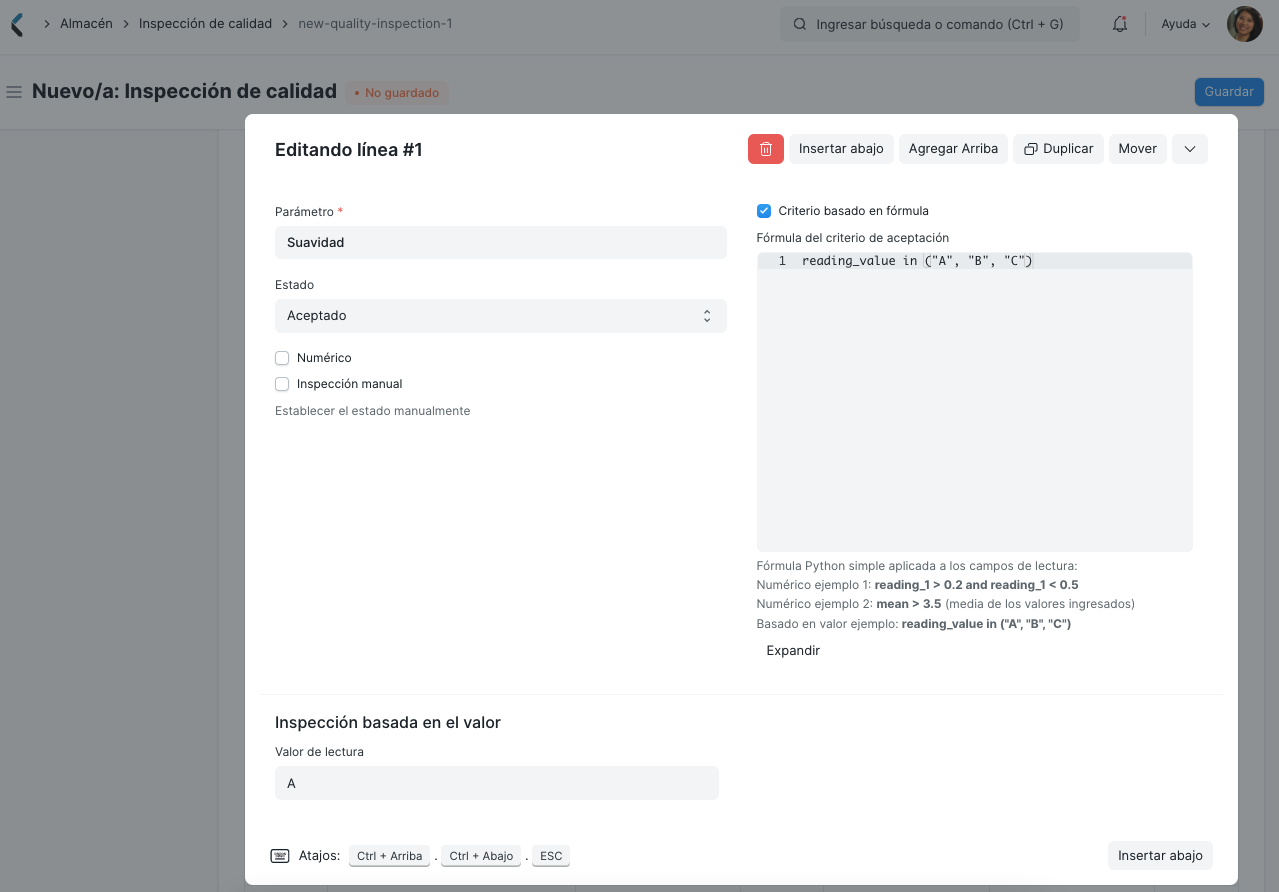 Almacén
Inspección de calidad
new-quality-inspection-1
Ingresar búsqueda o comando (Ctrl + G)
Ayuda
Nuevo/a: Inspección de calidad
• No guardado
Guardar
Editando línea #1
Insertar abajo
Agregar Arriba
Duplicar
Mover
Parámetro *
Suavidad
Estado
Aceptado
Numérico
Inspección manual
Establecer el estado manualmente
Criterio basado en fórmula
Fórmula del criterio de aceptación
1 reading_value in ("A", "B", "C")
Fórmula Python simple aplicada a los campos de lectura:
Numérico ejemplo 1: reading_1 > 0.2 and reading_1 < 0.5
Numérico ejemplo 2: mean > 3.5 (media de los valores ingresados)
Basado en valor ejemplo: reading_value in ("A", "B", "C")
Expandir
Inspección basada en el valor
Valor de lectura
A
Atajos: Ctrl + Arriba . Ctrl + Abajo . ESC
Insertar abajo